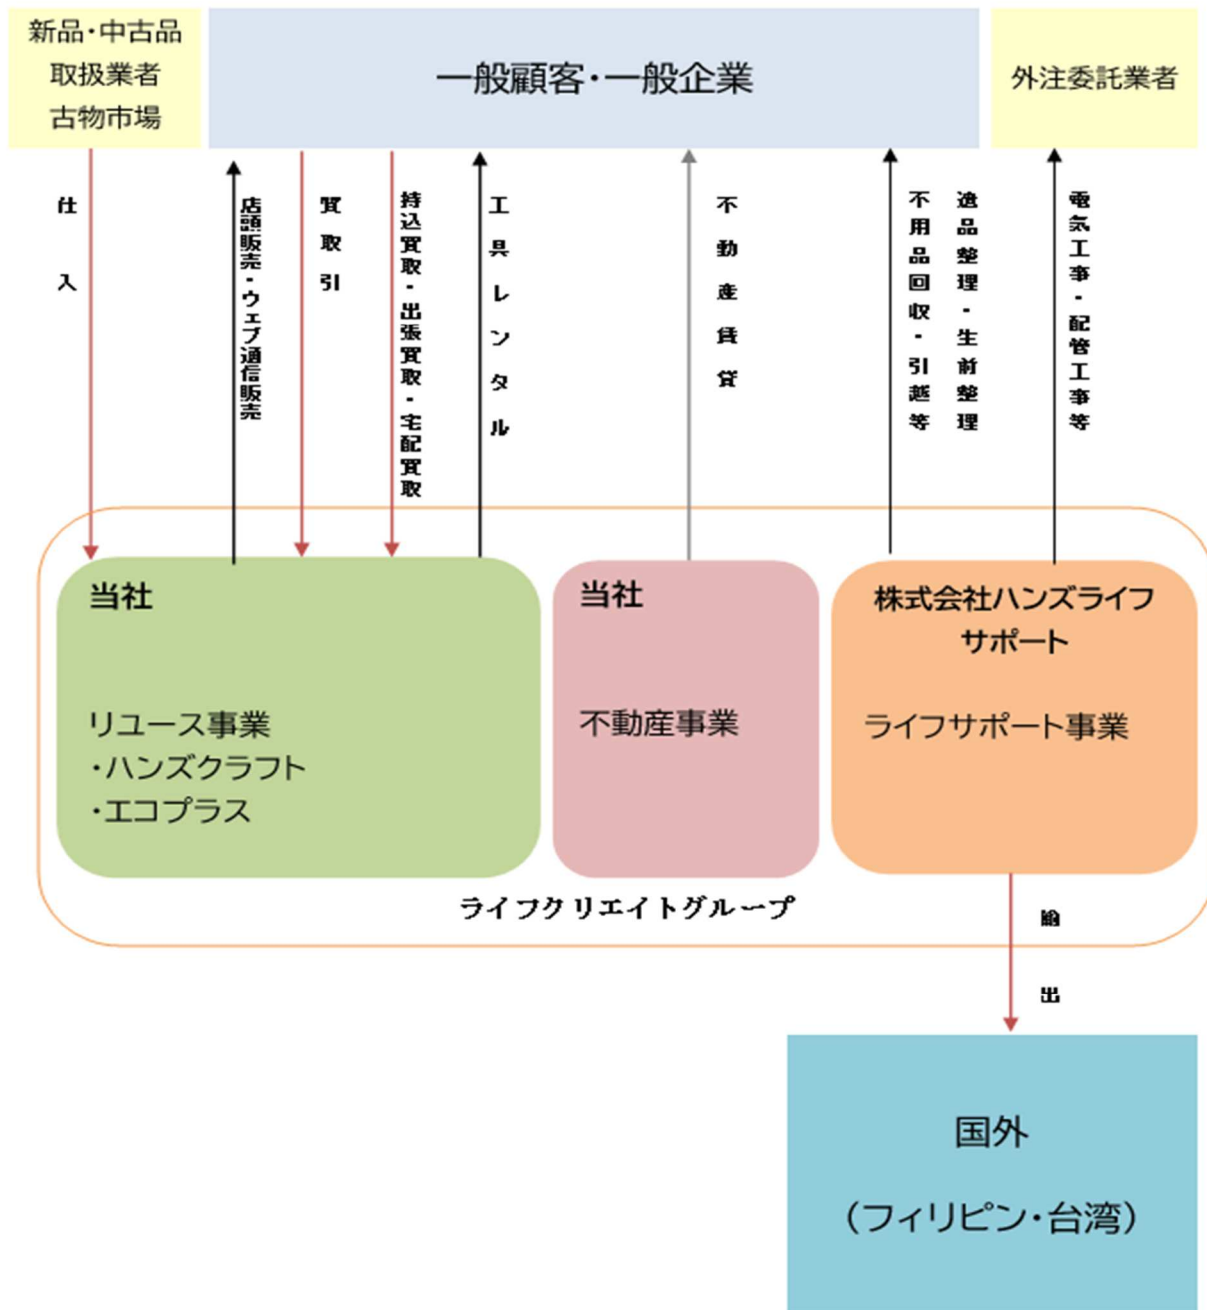 新品・中古品
取扱業者
古物市場
一般顧客・一般企業
外注委託業者
仕入
店頭販売・ウェブ通信販売
質取引
持込買取・出張買取・宅配買取
工具レンタル
不動産賃貸
遺品整理・生前整理
不用品回収・引越等
電気工事・配管工事等
当社
リユース事業
・ハンズクラフト
・エコプラス
当社
不動産事業
株式会社ハンズライフ
サポート
ライフサポート事業
ライフクリエイトグループ
輸出
国外
（フィリピン・台湾）